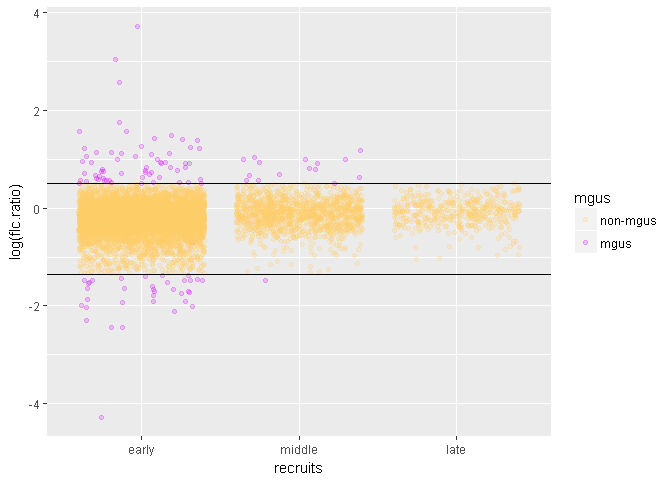 4
2
0
-2
-4
log(flc.ratio)
early middle late
recruits
mgus
non-mgus
mgus